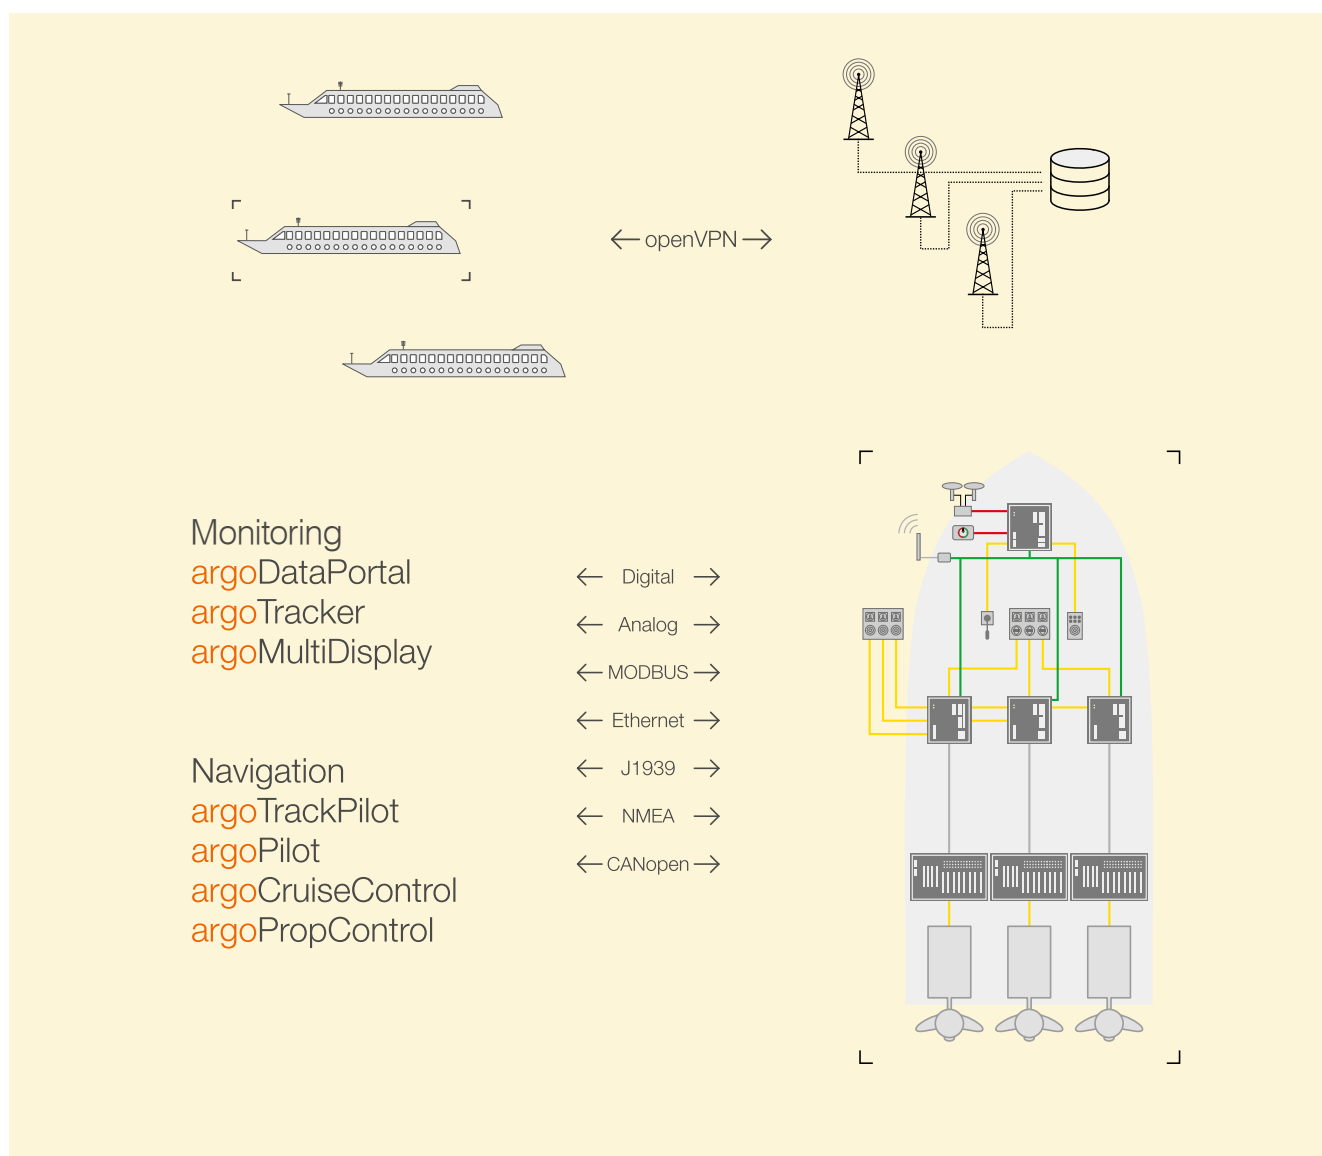 openVPN
Monitoring
argoDataPortal
argoTracker
argoMultiDisplay
Navigation
argoTrackPilot
argoPilot
argoCruiseControl
argoPropControl
Digital
Analog
MODBUS
Ethernet
J1939
NMEA
CANopen